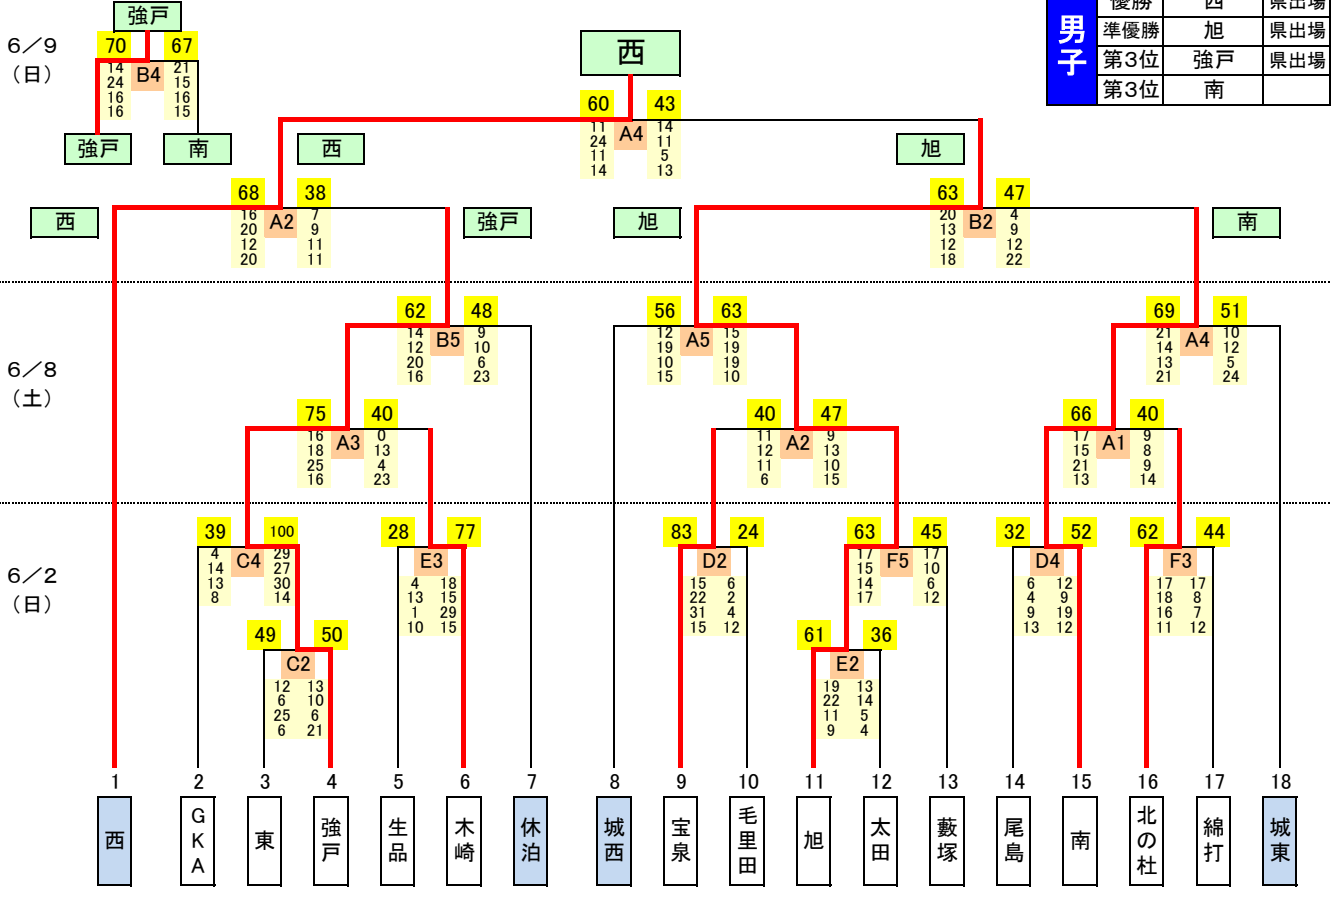 強戸
優勝 西 県出場
準優勝 旭 県出場
第3位 強戸 県出場
第3位 南
男子
6/9
(日)
70 67
B4
14 21
24 15
16 16
16 15
強戸 南
西
60 43
A4
11 14
24 11
11 5
14 13
西 旭
68 38
A2
16 7
20 9
12 11
20 11
63 47
B2
20 4
13 9
12 12
18 22
西 強戸 旭 南
6/8
(土)
62 48
B5
14 9
12 10
20 6
16 23
56 63
A5
12 15
19 19
10 19
15 10
69 51
A4
21 10
14 12
13 5
21 24
75 40
A3
16 0
18 13
25 4
16 23
40 47
A2
11 9
12 13
11 10
6 15
66 40
A1
17 9
15 8
21 9
13 14
6/2
(日)
39 100
C4
4 29
14 27
13 30
8 14
28 77
E3
4 18
13 15
1 29
10 15
83 24
D2
15 6
22 2
31 4
15 12
63 45
F5
17 17
15 10
14 6
17 12
32 52
D4
6 12
4 9
9 19
13 12
62 44
F3
17 17
18 8
16 7
11 12
49 50
C2
12 13
6 10
25 6
6 21
61 36
E2
19 13
22 14
11 5
9 4
1 2 3 4 5 6 7 8 9 10 11 12 13 14 15 16 17 18
西
GKA
東
強戸
生品
木崎
休泊
城西
宝泉
毛里田
旭
太田
藪塚
尾島
南
北の杜
綿打
城東